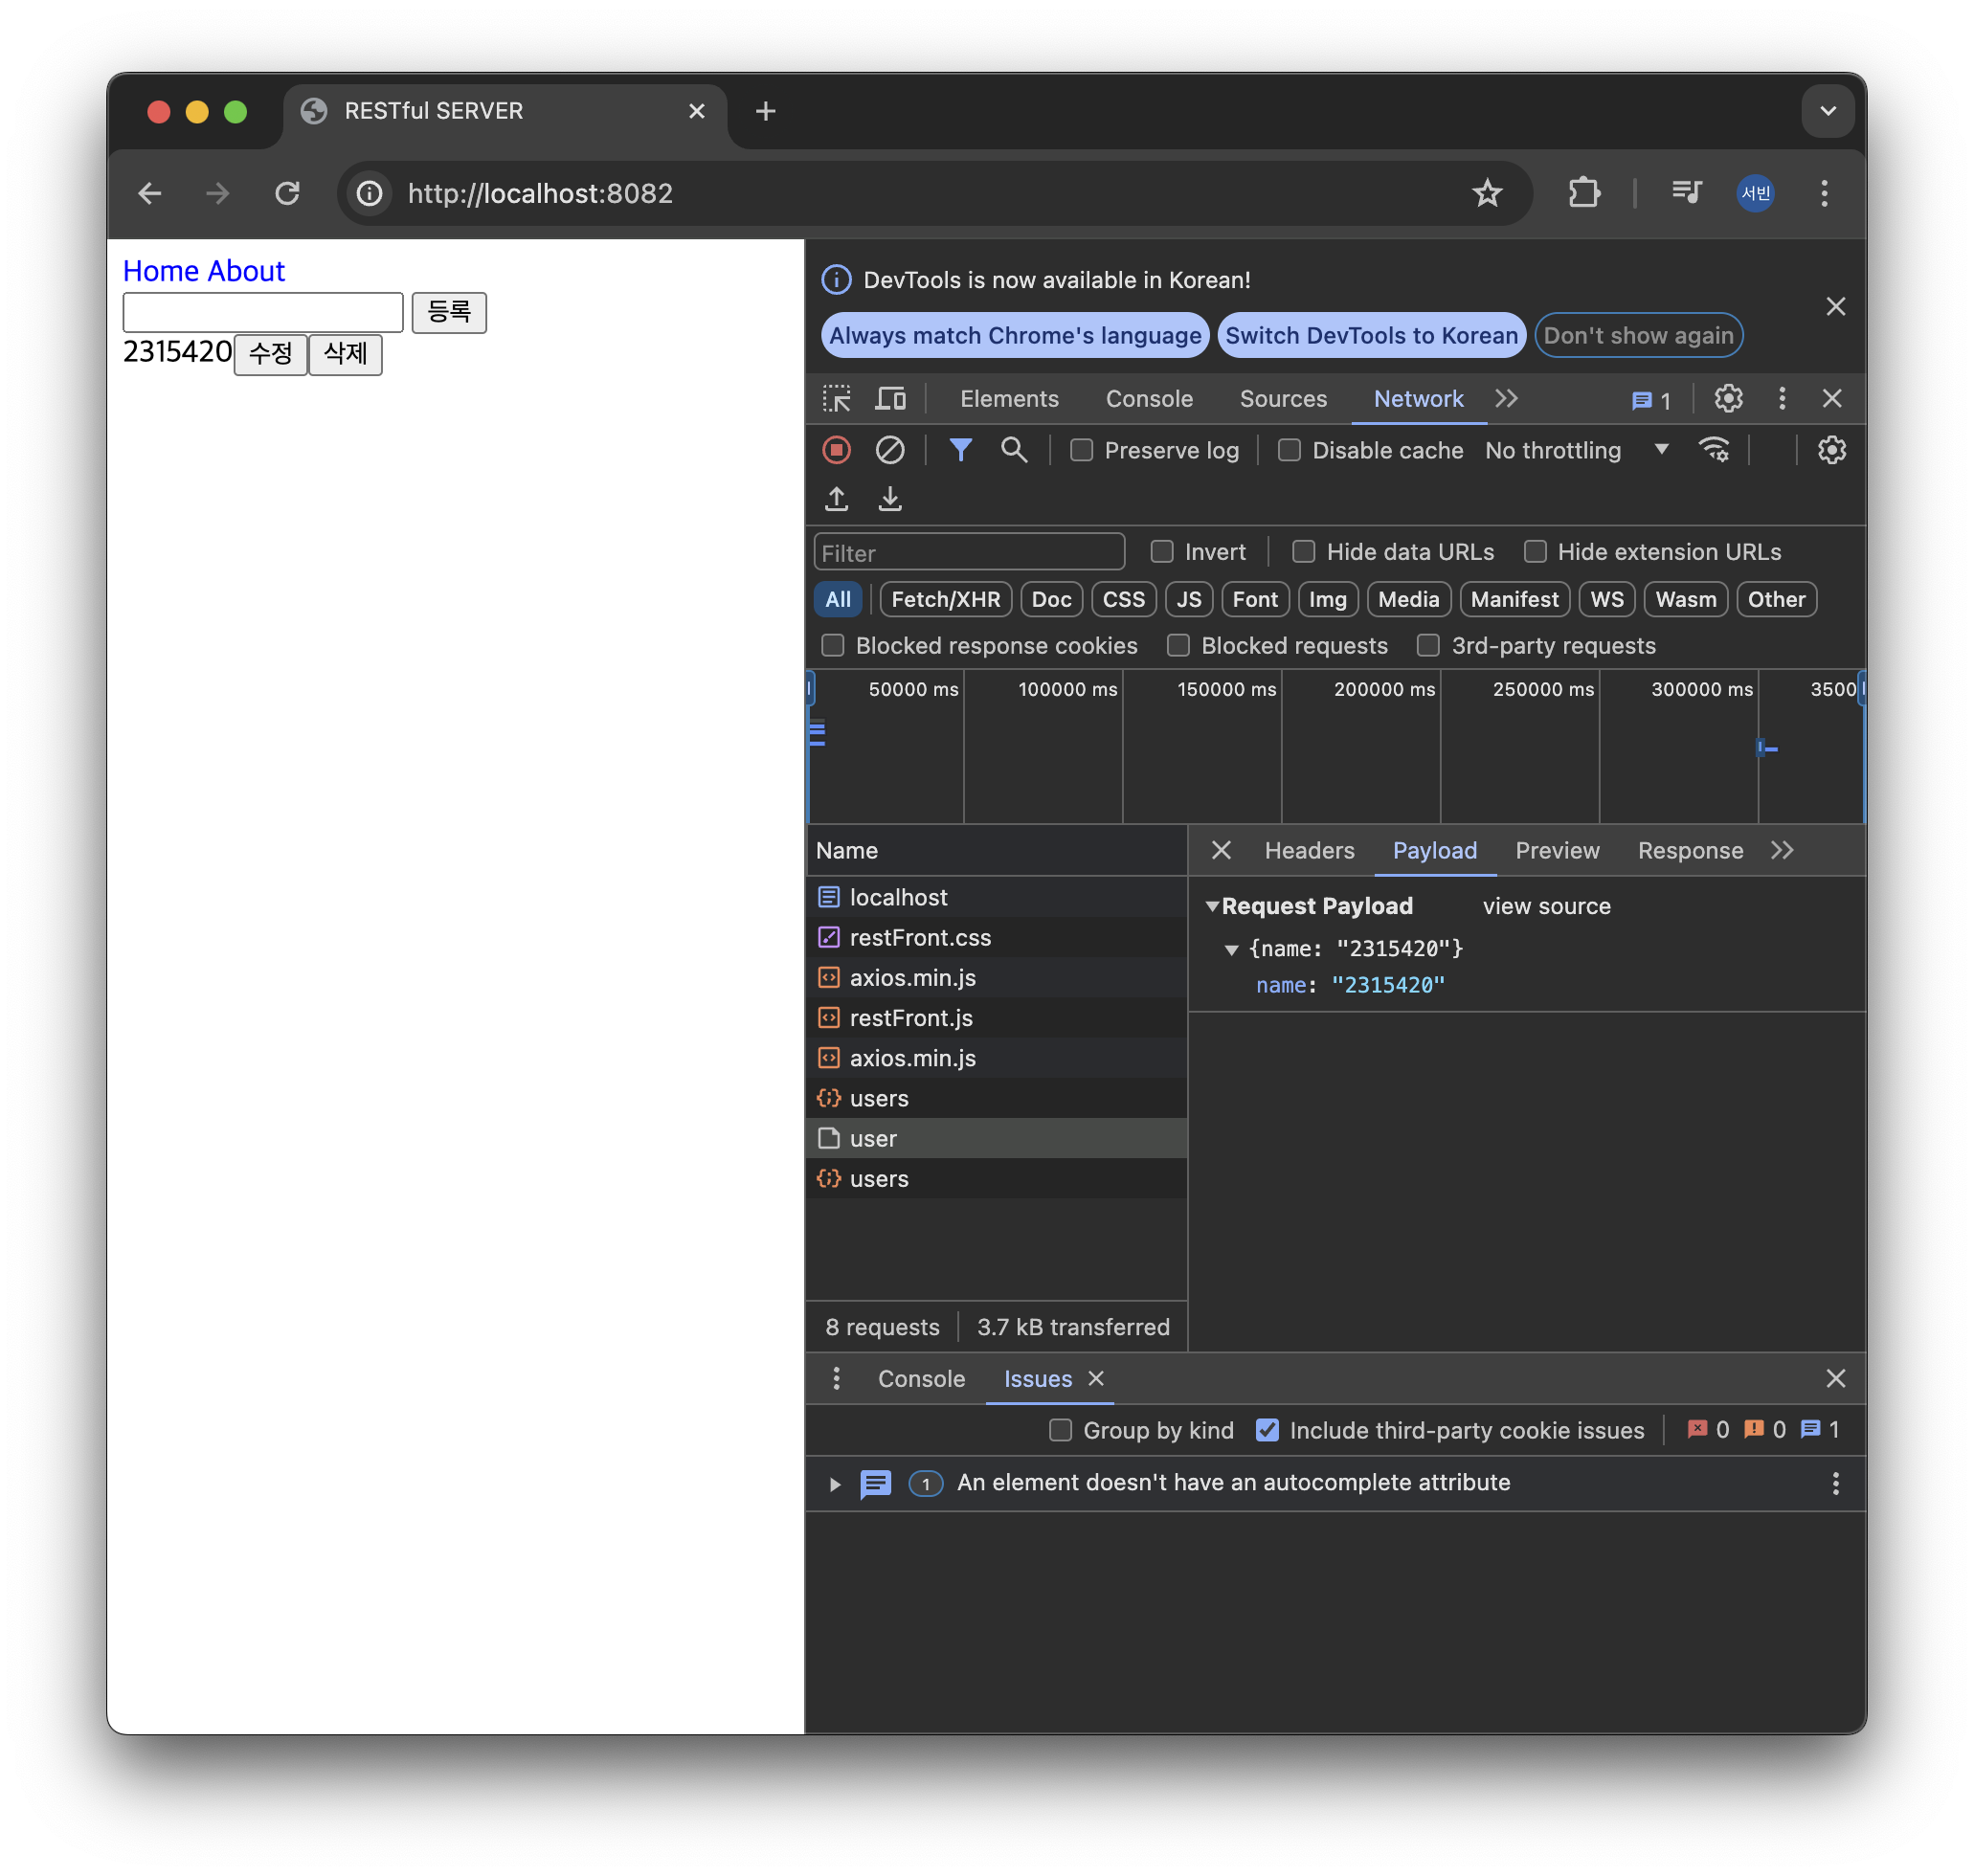 RESTful SERVER
http://localhost:8082
서빈
Home About
등록
2315420 수정 삭제
DevTools is now available in Korean!
Always match Chrome's language Switch DevTools to Korean Don't show again
Elements Console Sources Network 1
Preserve log Disable cache No throttling
Filter Invert Hide data URLs Hide extension URLs
All Fetch/XHR Doc CSS JS Font Img Media Manifest WS Wasm Other
Blocked response cookies Blocked requests 3rd-party requests
50000 ms 100000 ms 150000 ms 200000 ms 250000 ms 300000 ms 3500
Name
localhost
restFront.css
axios.min.js
restFront.js
axios.min.js
users
user
users
8 requests 3.7 kB transferred
Headers Payload Preview Response
Request Payload view source
{name: "2315420"}
name: "2315420"
Console Issues
Group by kind Include third-party cookie issues 0 0 1
1 An element doesn't have an autocomplete attribute